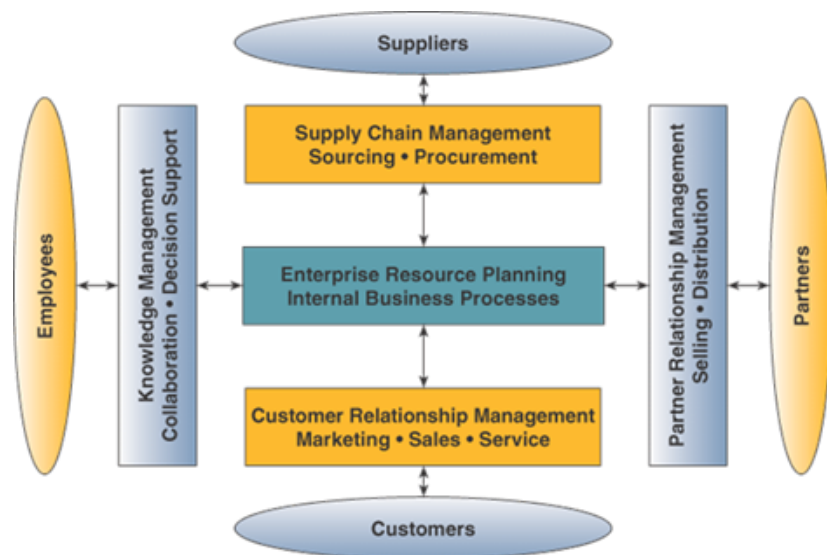 Suppliers
Supply Chain Management
Sourcing • Procurement
Employees
Knowledge Management
Collaboration • Decision Support
Enterprise Resource Planning
Internal Business Processes
Partner Relationship Management
Selling • Distribution
Partners
Customer Relationship Management
Marketing • Sales • Service
Customers